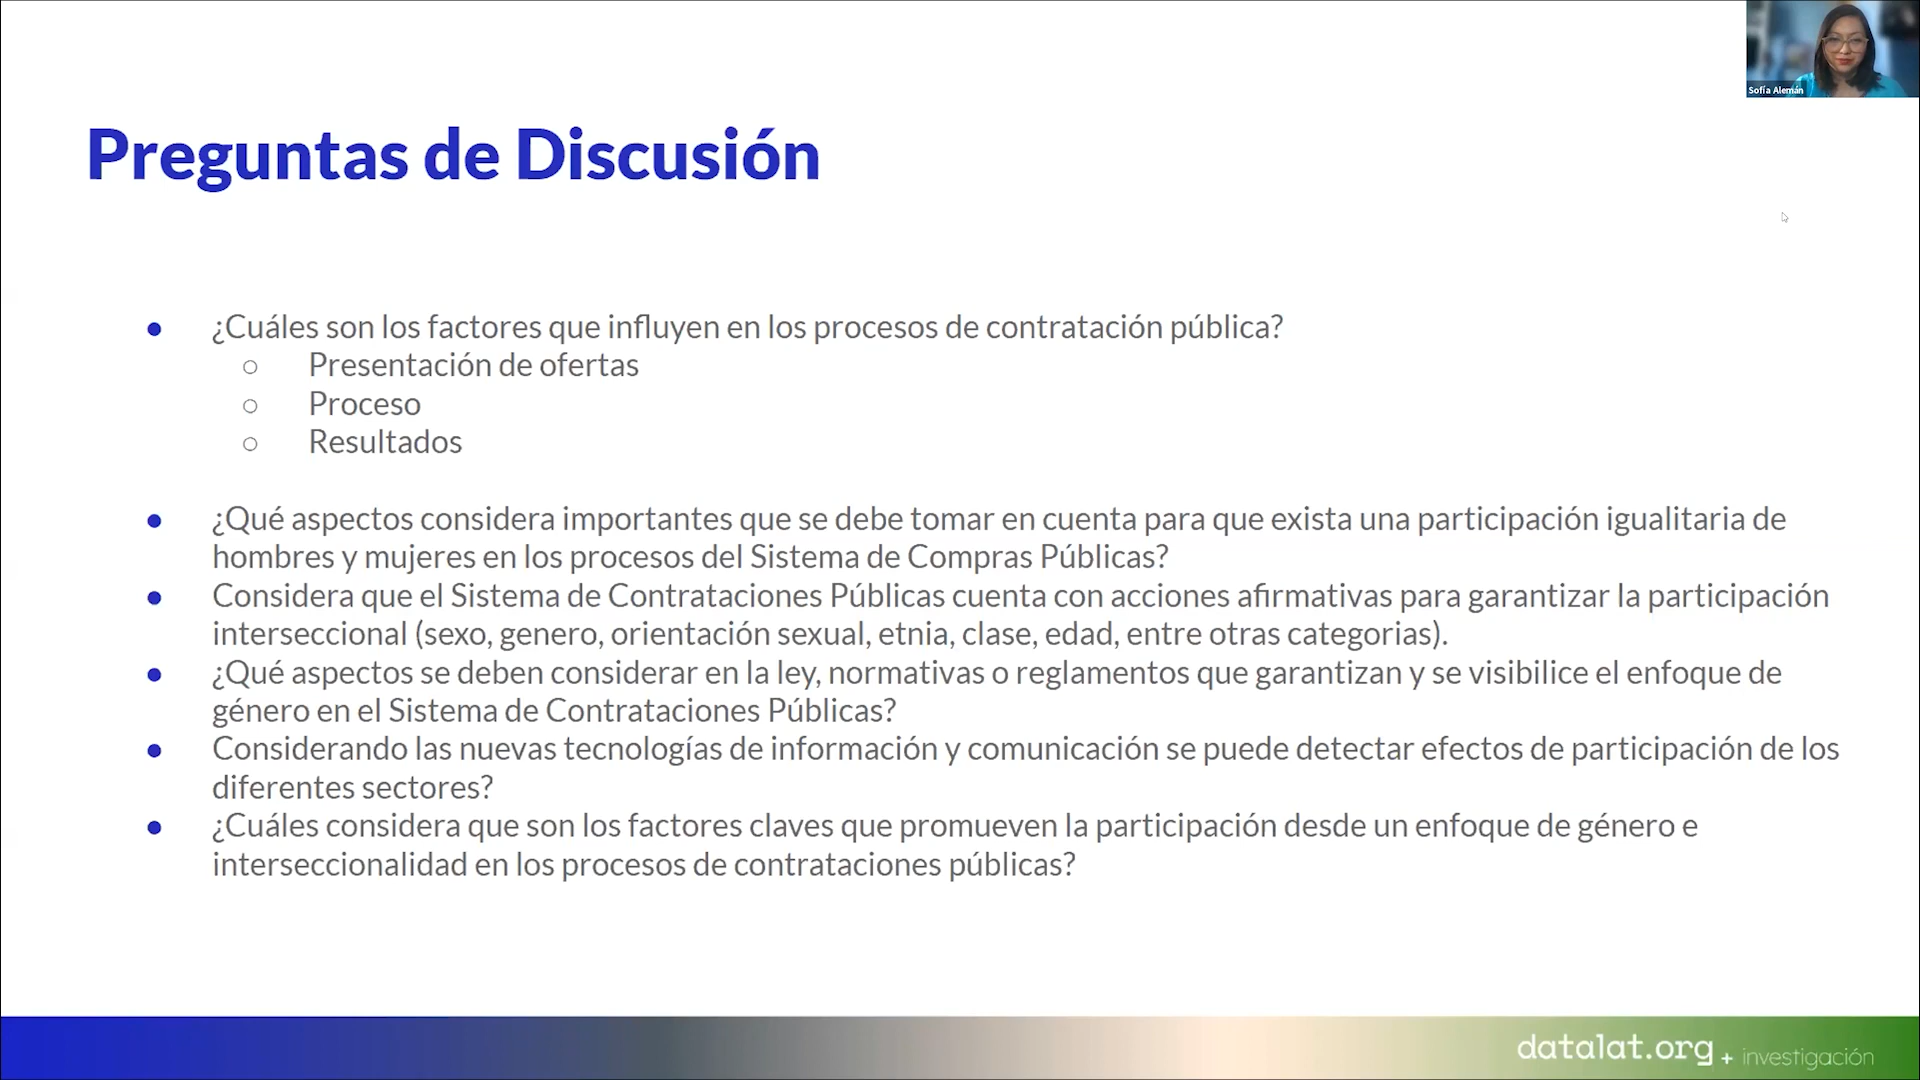 Sofía Alemán
Preguntas de Discusión
● ¿Cuáles son los factores que influyen en los procesos de contratación pública?
○ Presentación de ofertas
○ Proceso
○ Resultados
● ¿Qué aspectos considera importantes que se debe tomar en cuenta para que exista una participación igualitaria de
hombres y mujeres en los procesos del Sistema de Compras Públicas?
● Considera que el Sistema de Contrataciones Públicas cuenta con acciones afirmativas para garantizar la participación
interseccional (sexo, genero, orientación sexual, etnia, clase, edad, entre otras categorias).
● ¿Qué aspectos se deben considerar en la ley, normativas o reglamentos que garantizan y se visibilice el enfoque de
género en el Sistema de Contrataciones Públicas?
● Considerando las nuevas tecnologías de información y comunicación se puede detectar efectos de participación de los
diferentes sectores?
● ¿Cuáles considera que son los factores claves que promueven la participación desde un enfoque de género e
interseccionalidad en los procesos de contrataciones públicas?
datalat.org + investigación